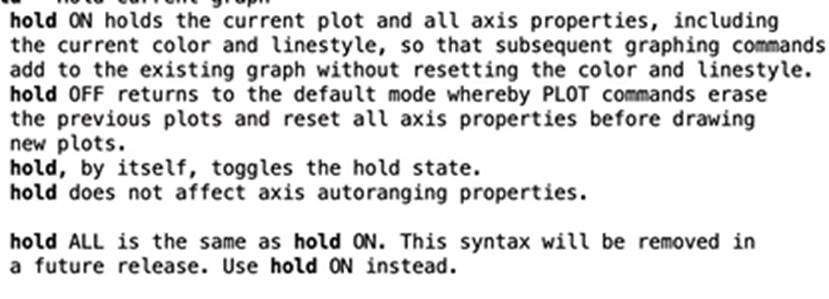 hold current graph
hold ON holds the current plot and all axis properties, including
the current color and linestyle, so that subsequent graphing commands
add to the existing graph without resetting the color and linestyle.
hold OFF returns to the default mode whereby PLOT commands erase
the previous plots and reset all axis properties before drawing
new plots.
hold, by itself, toggles the hold state.
hold does not affect axis autoranging properties.
hold ALL is the same as hold ON. This syntax will be removed in
a future release. Use hold ON instead.